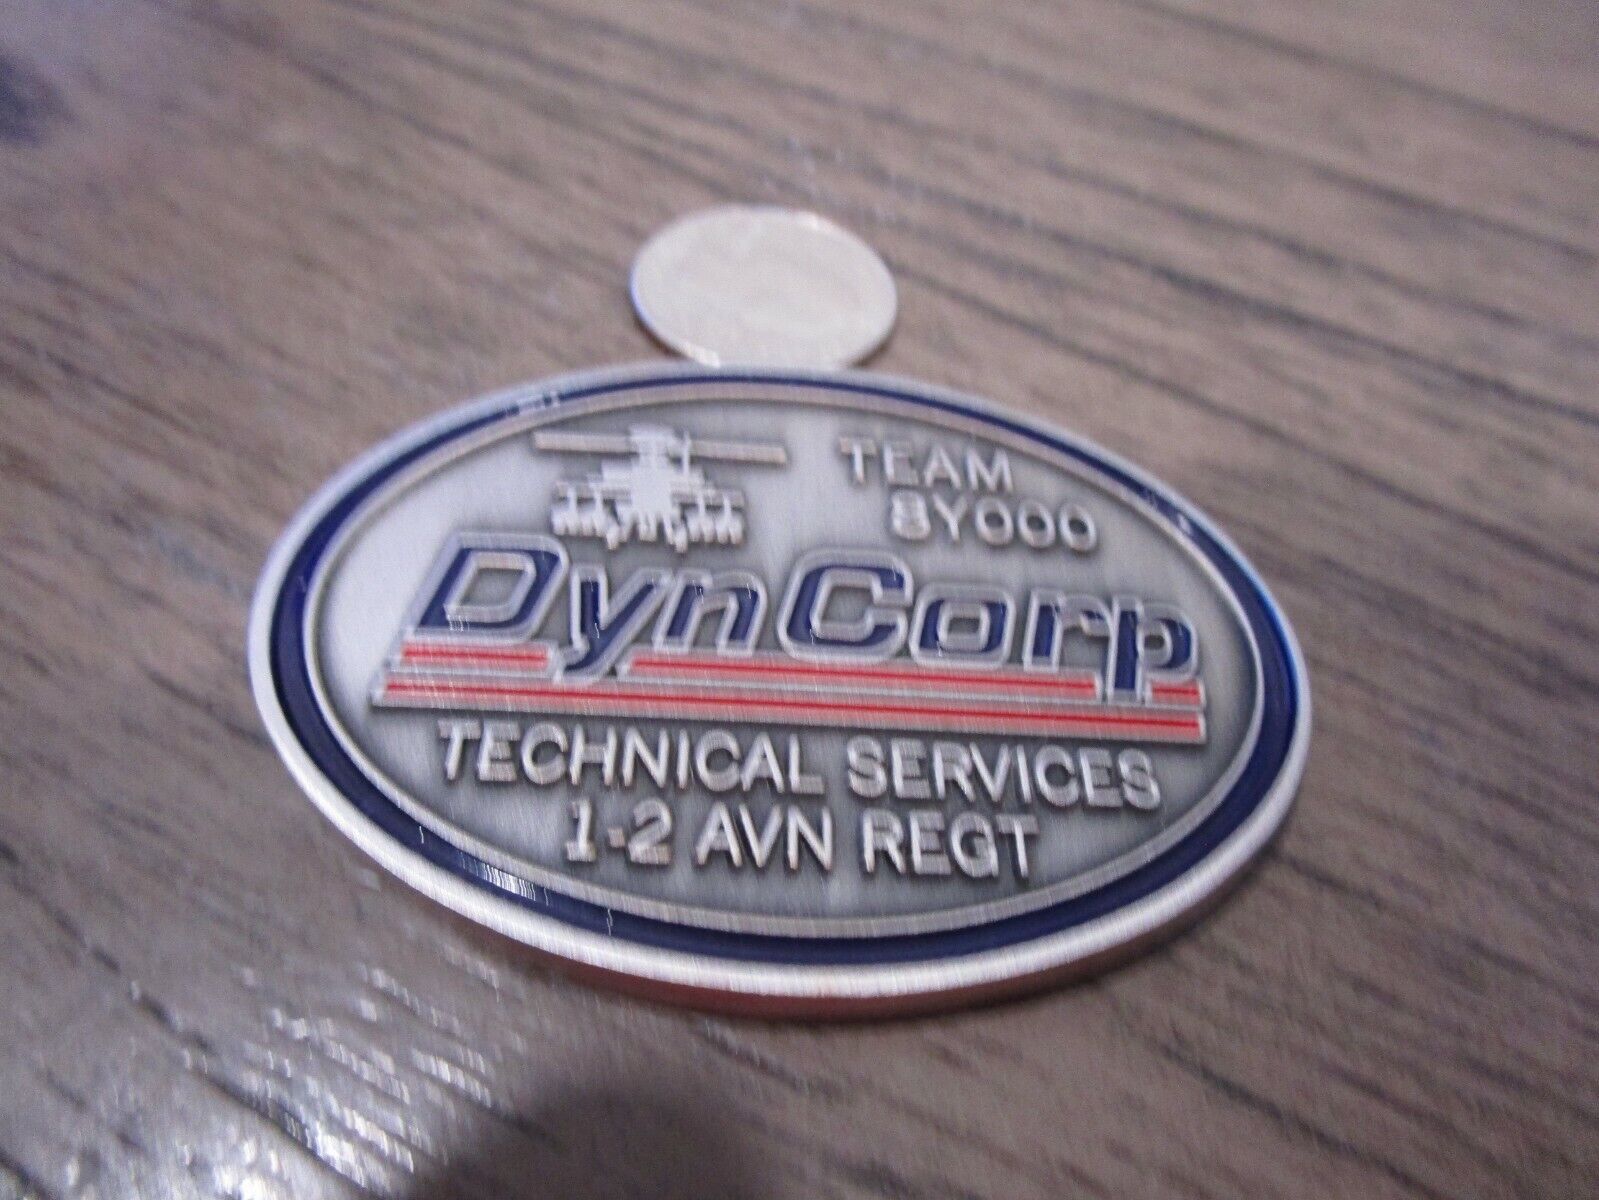 TEAM
8Y000
DynCorp
TECHNICAL SERVICES
1-2 AVN REGT